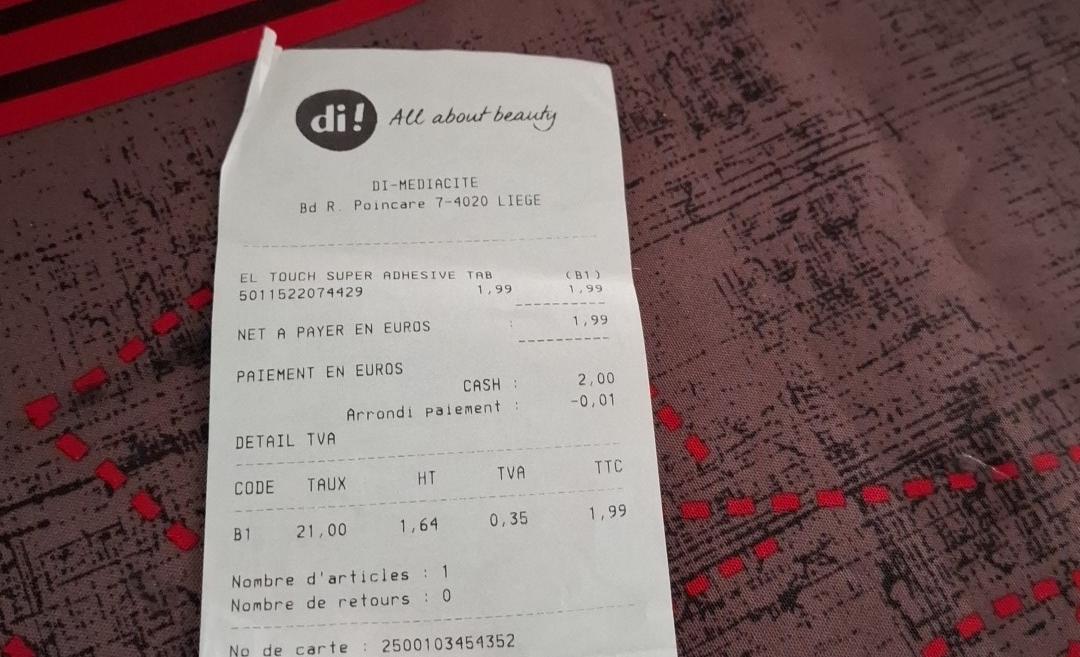 di! All about beauty
DI-MEDIACITE
Bd R. Poincare 7-4020 LIEGE
EL TOUCH SUPER ADHESIVE TAB (B1)
5011522074429 1,99 1,99
NET A PAYER EN EUROS : 1,99
PAIEMENT EN EUROS
CASH : 2,00
Arrondi paiement : -0,01
DETAIL TVA
CODE TAUX HT TVA TTC
B1 21,00 1,64 0,35 1,99
Nombre d'articles : 1
Nombre de retours : 0
No de carte : 2500103454352